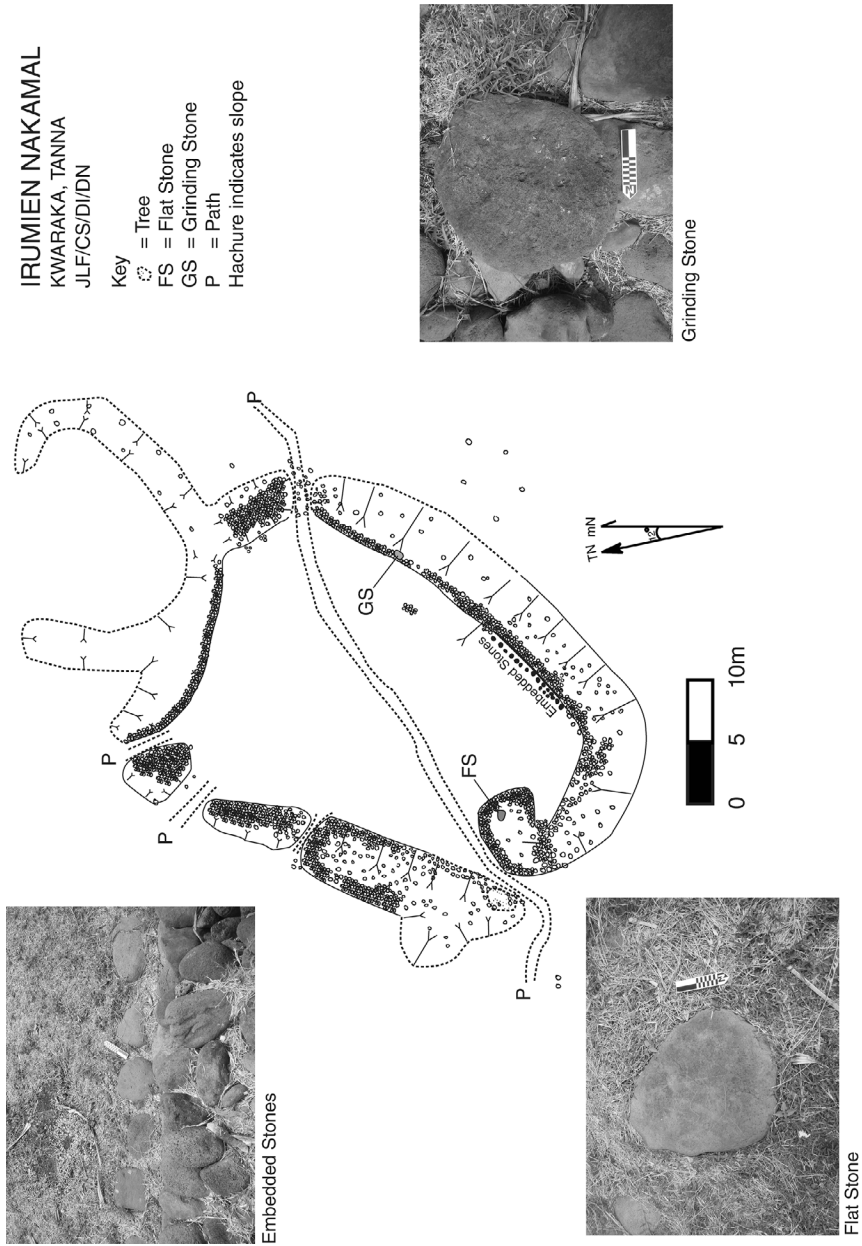 IRUMIEN NAKAMAL
KWARAKA, TANNA
JLF/CS/DI/DN
Key
= Tree
FS = Flat Stone
GS = Grinding Stone
P = Path
Hachure indicates slope
Embedded Stones
P
P
P
P
GS
FS
Embedded Stones
TN mN
12°
0 5 10m
Grinding Stone
Flat Stone